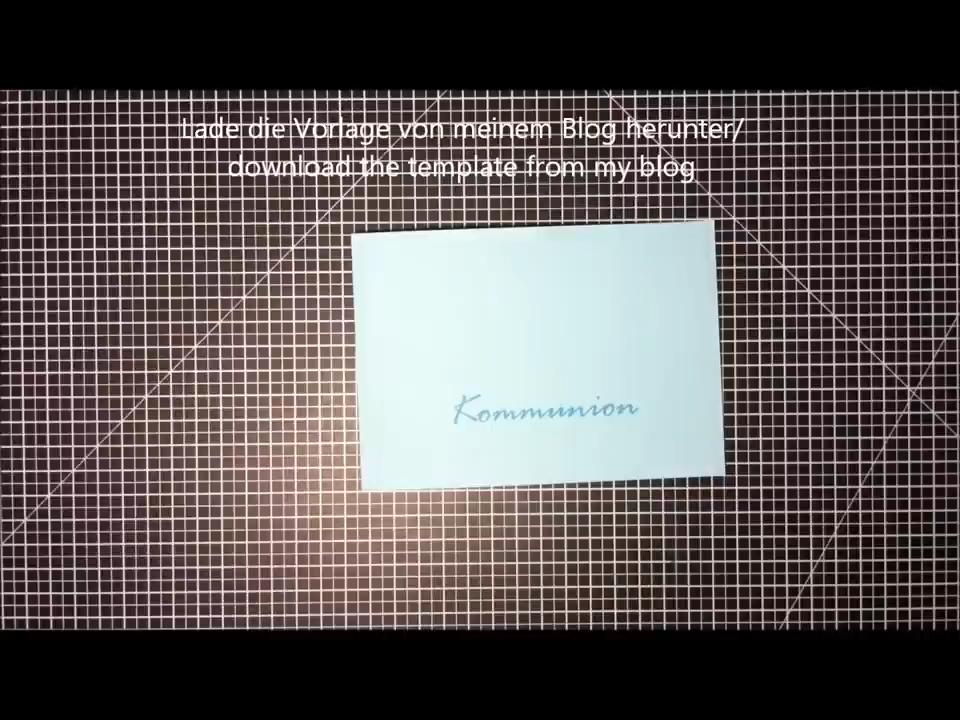 Lade die Vorlage von meinem Blog herunter/
download the template from my blog
Kommunion